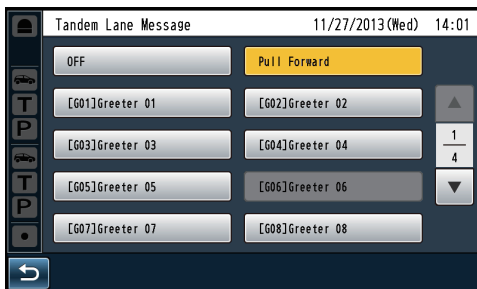 Tandem Lane Message 11/27/2013(Wed) 14:01
OFF Pull Forward
[G01]Greeter 01 [G02]Greeter 02
T
[G03]Greeter 03 [G04]Greeter 04 1
P 4
[G05]Greeter 05 [G06]Greeter 06
T
P
[G07]Greeter 07 [G08]Greeter 08